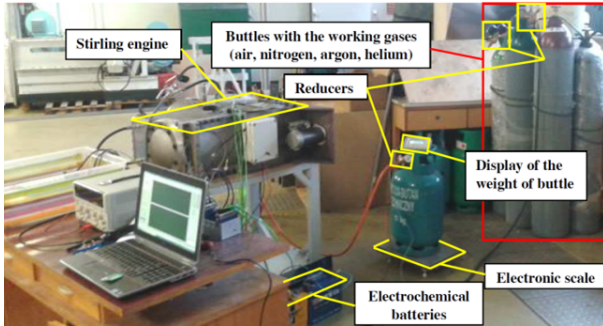 Stirling engine
Buttles with the working gases
(air, nitrogen, argon, helium)
Reducers
Display of the
weight of buttle
Electronic scale
Electrochemical
batteries